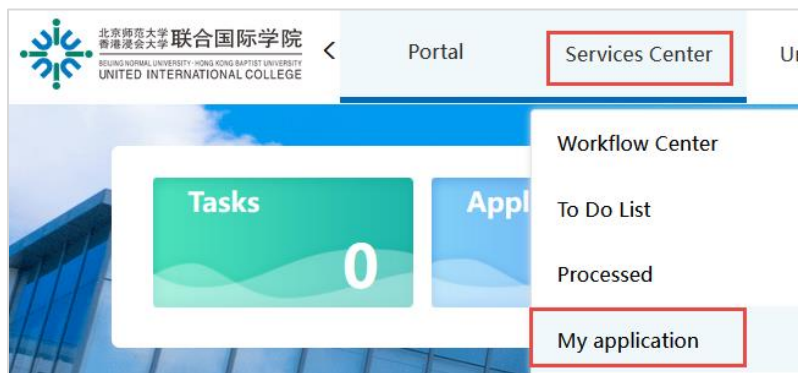 北京师范大学
香港浸会大学 联合国际学院
BEIJING NORMAL UNIVERSITY · HONG KONG BAPTIST UNIVERSITY
UNITED INTERNATIONAL COLLEGE
<
Portal
Services Center
Tasks
0
Appl
Workflow Center
To Do List
Processed
My application